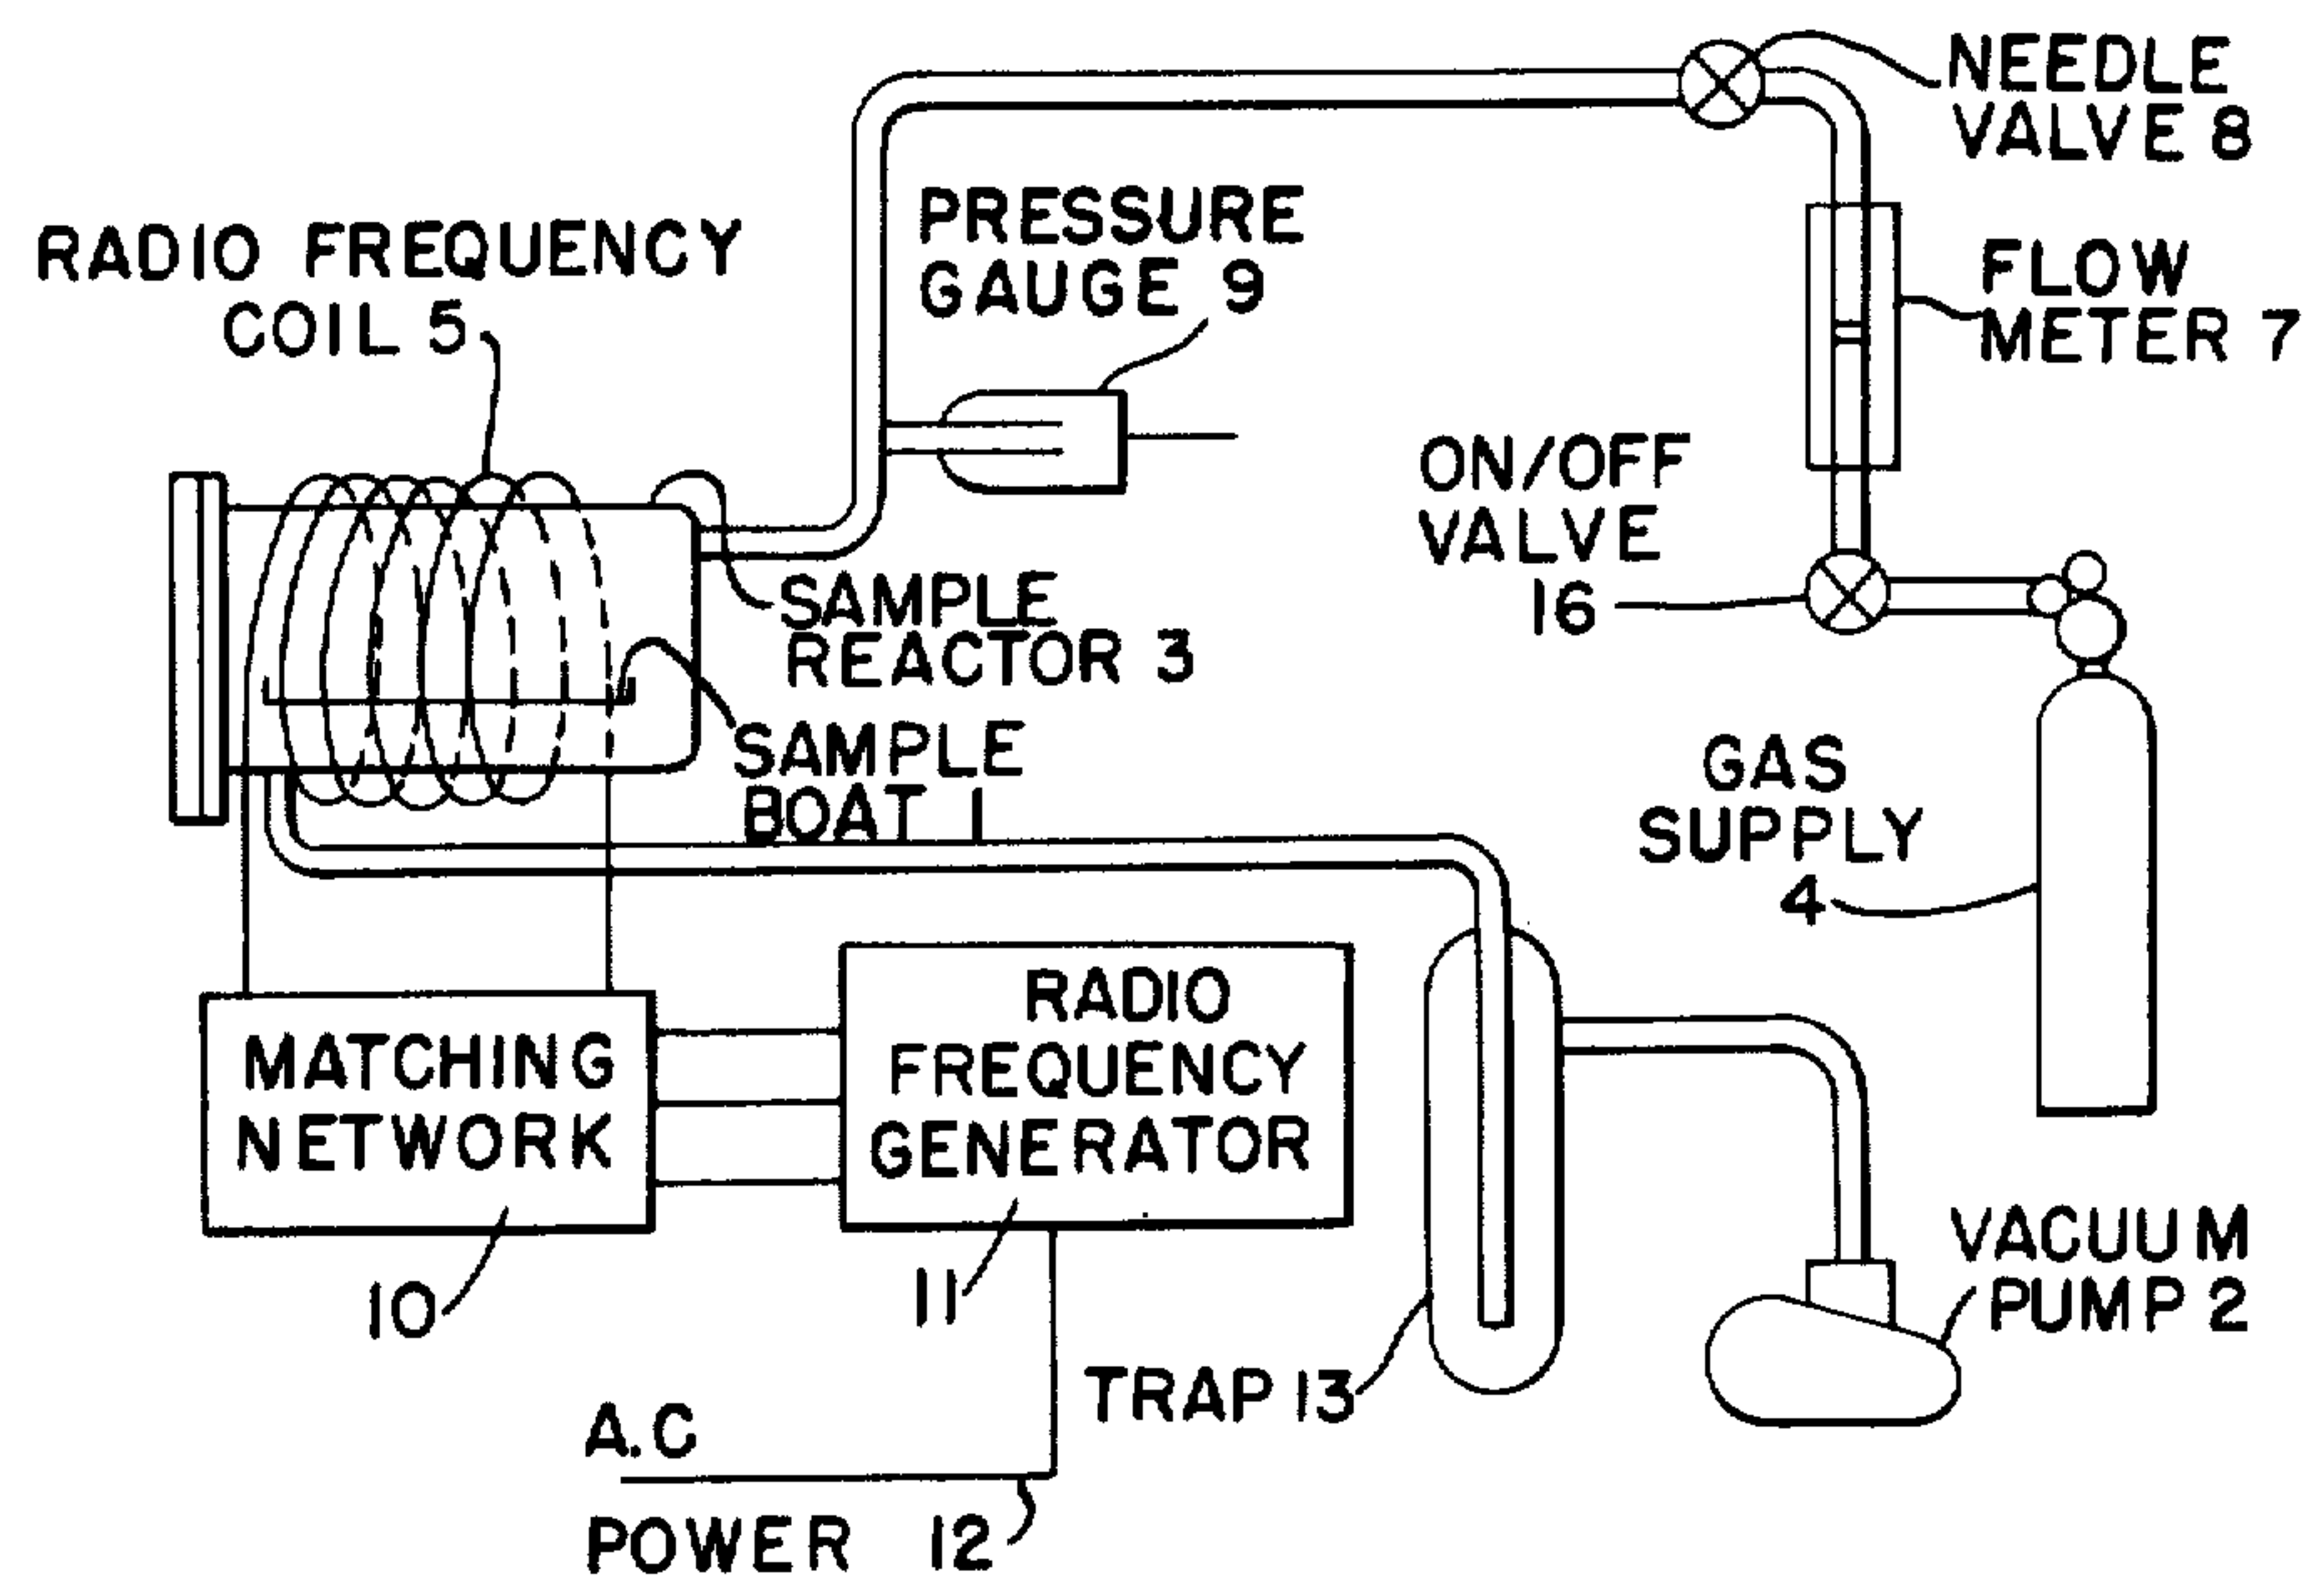 NEEDLE
VALVE 8
RADIO FREQUENCY
COIL 5
PRESSURE
GAUGE 9
FLOW
METER 7
ON/OFF
VALVE
16
SAMPLE
REACTOR 3
SAMPLE
BOAT 1
GAS
SUPPLY
4
MATCHING
NETWORK
10
RADIO
FREQUENCY
GENERATOR
11
TRAP 13
VACUUM
PUMP 2
A.C
POWER 12